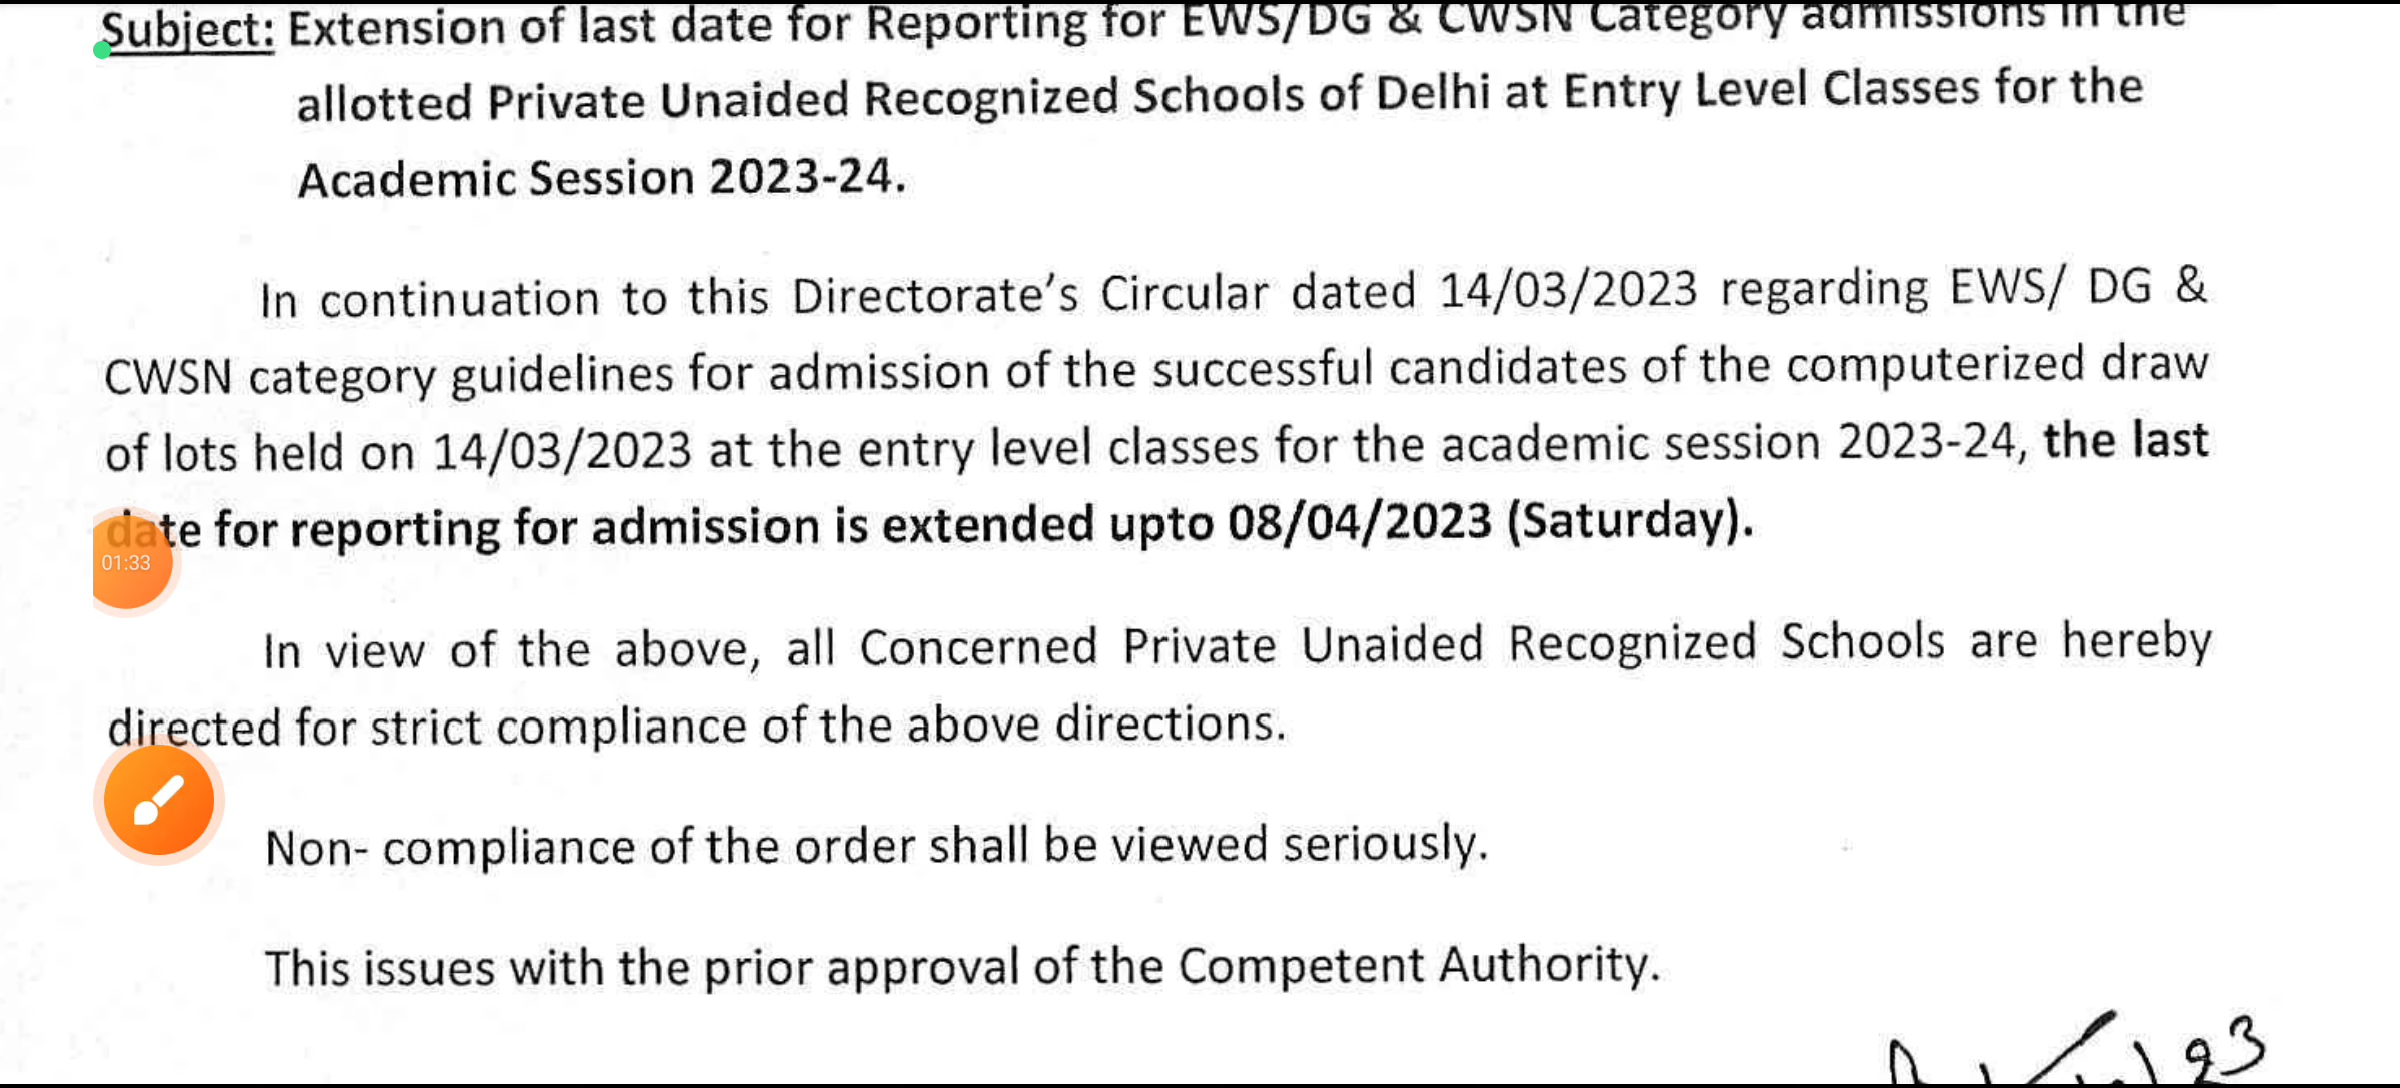 Subject: Extension of last date for Reporting for EWS/DG & CWSN Category admissions in the
allotted Private Unaided Recognized Schools of Delhi at Entry Level Classes for the
Academic Session 2023-24.
In continuation to this Directorate's Circular dated 14/03/2023 regarding EWS/ DG &
CWSN category guidelines for admission of the successful candidates of the computerized draw
of lots held on 14/03/2023 at the entry level classes for the academic session 2023-24, the last
date for reporting for admission is extended upto 08/04/2023 (Saturday).
01:33
In view of the above, all Concerned Private Unaided Recognized Schools are hereby
directed for strict compliance of the above directions.
Non- compliance of the order shall be viewed seriously.
This issues with the prior approval of the Competent Authority.